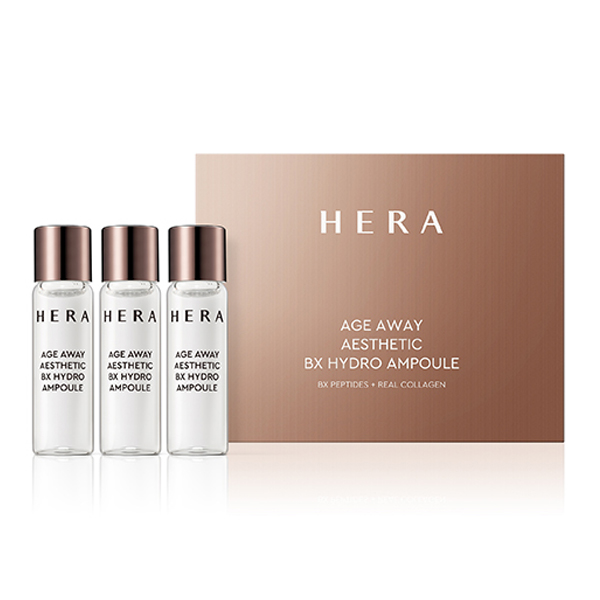 HERA
AGE AWAY
AESTHETIC
BX HYDRO AMPOULE
BX PEPTIDES + REAL COLLAGEN
HERA
AGE AWAY
AESTHETIC
BX HYDRO
AMPOULE
HERA
AGE AWAY
AESTHETIC
BX HYDRO
AMPOULE
HERA
AGE AWAY
AESTHETIC
BX HYDRO
AMPOULE